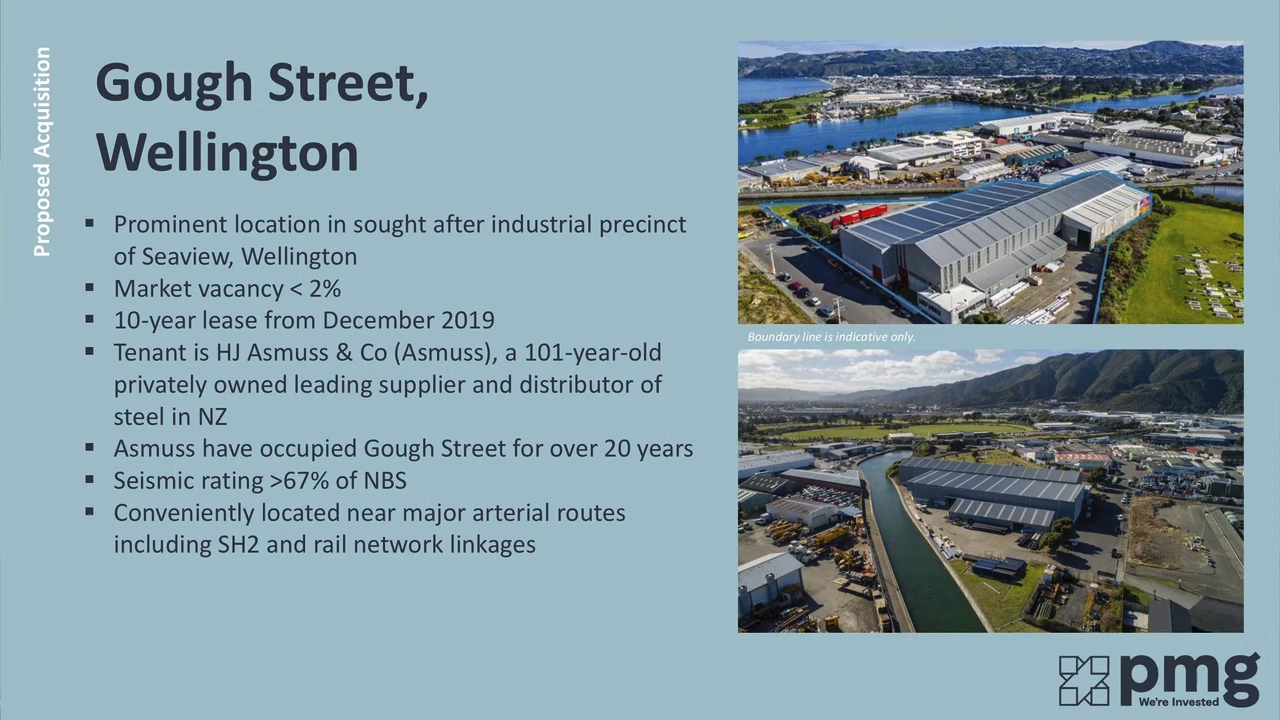 Proposed Acquisition
Gough Street,
Wellington
▪ Prominent location in sought after industrial precinct
of Seaview, Wellington
▪ Market vacancy < 2%
▪ 10-year lease from December 2019
▪ Tenant is HJ Asmuss & Co (Asmuss), a 101-year-old
privately owned leading supplier and distributor of
steel in NZ
▪ Asmuss have occupied Gough Street for over 20 years
▪ Seismic rating >67% of NBS
▪ Conveniently located near major arterial routes
including SH2 and rail network linkages
Boundary line is indicative only.
pmg
We're Invested